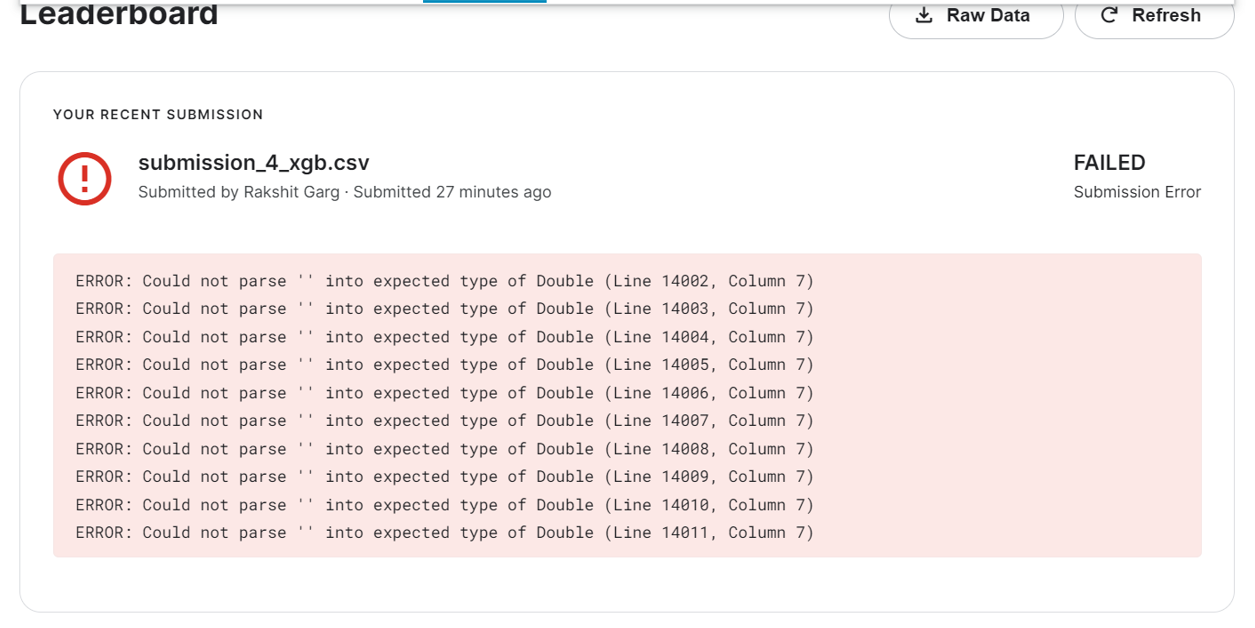 Leaderboard
Raw Data
Refresh
YOUR RECENT SUBMISSION
submission_4_xgb.csv
FAILED
Submitted by Rakshit Garg · Submitted 27 minutes ago
Submission Error
ERROR: Could not parse '' into expected type of Double (Line 14002, Column 7)
ERROR: Could not parse '' into expected type of Double (Line 14003, Column 7)
ERROR: Could not parse '' into expected type of Double (Line 14004, Column 7)
ERROR: Could not parse '' into expected type of Double (Line 14005, Column 7)
ERROR: Could not parse '' into expected type of Double (Line 14006, Column 7)
ERROR: Could not parse '' into expected type of Double (Line 14007, Column 7)
ERROR: Could not parse '' into expected type of Double (Line 14008, Column 7)
ERROR: Could not parse '' into expected type of Double (Line 14009, Column 7)
ERROR: Could not parse '' into expected type of Double (Line 14010, Column 7)
ERROR: Could not parse '' into expected type of Double (Line 14011, Column 7)